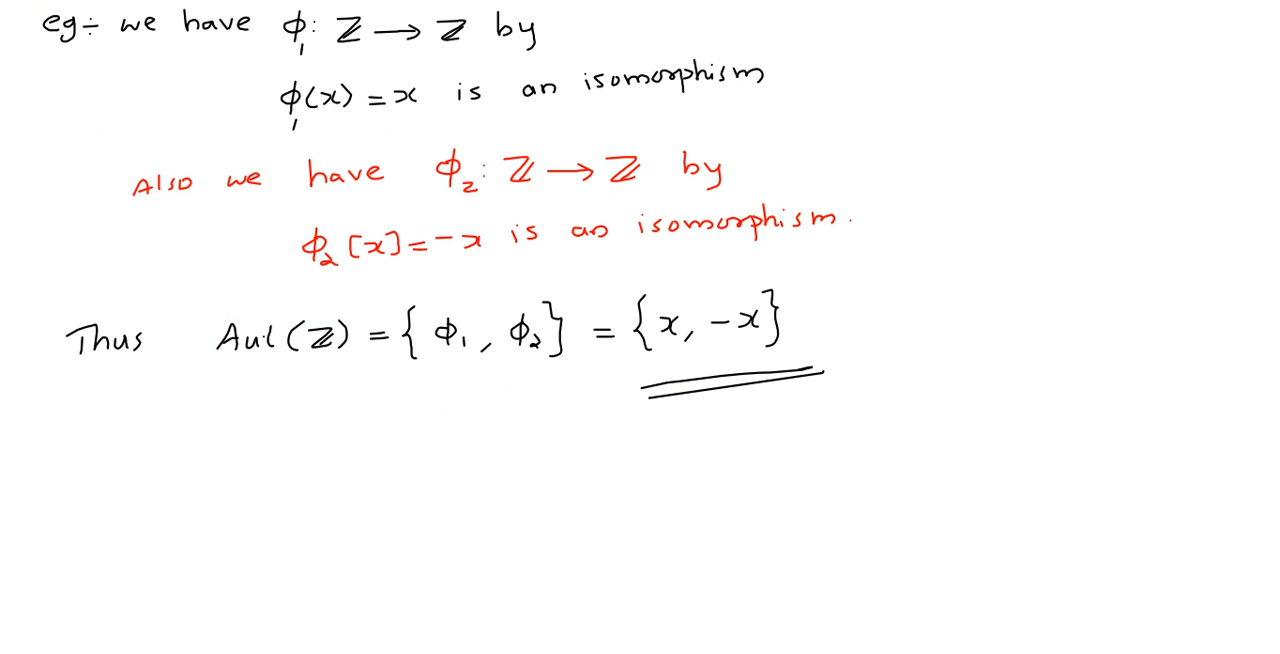 eg÷ we have ϕ₁: ℤ → ℤ by
ϕ₁(x) = x is an isomorphism
Also we have ϕ₂: ℤ → ℤ by
ϕ₂[x] = -x is an isomorphism.
Thus Aut(ℤ) = {ϕ₁, ϕ₂} = {x, -x}